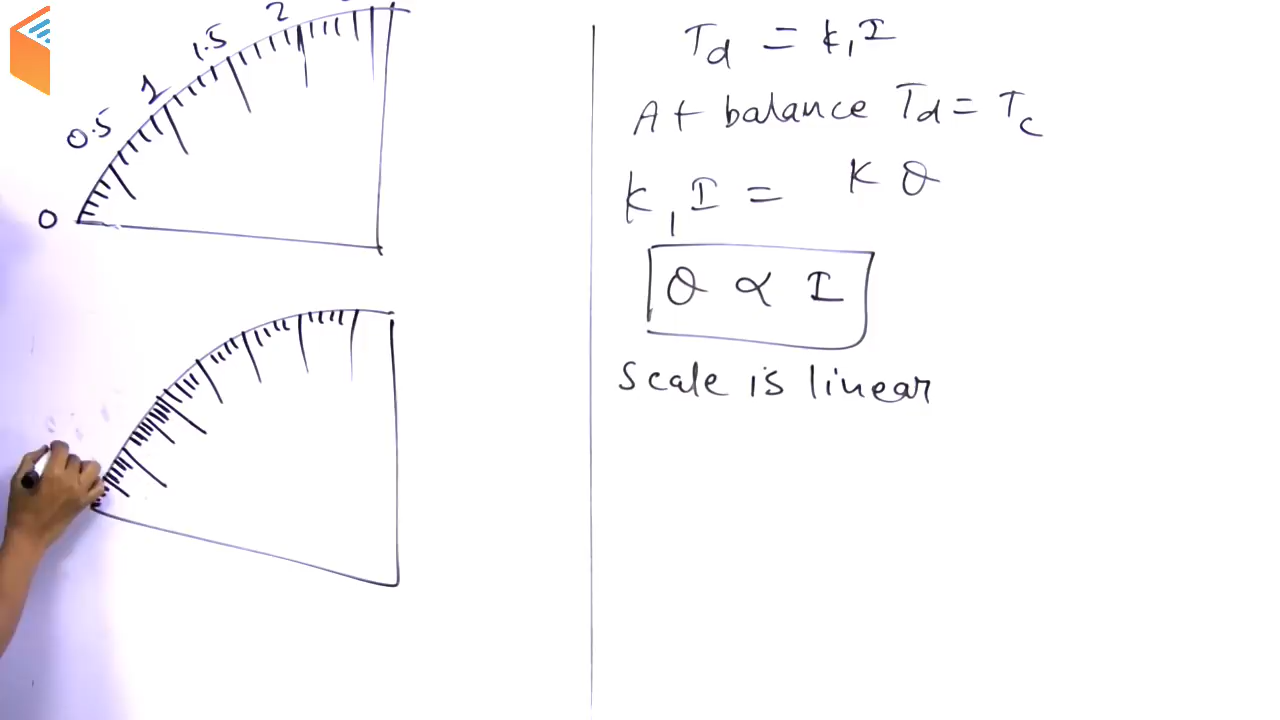 0
0.5
1
1.5
2
Td = k1I
At balance Td = Tc
k1I = Kθ
θ ∝ I
Scale is linear